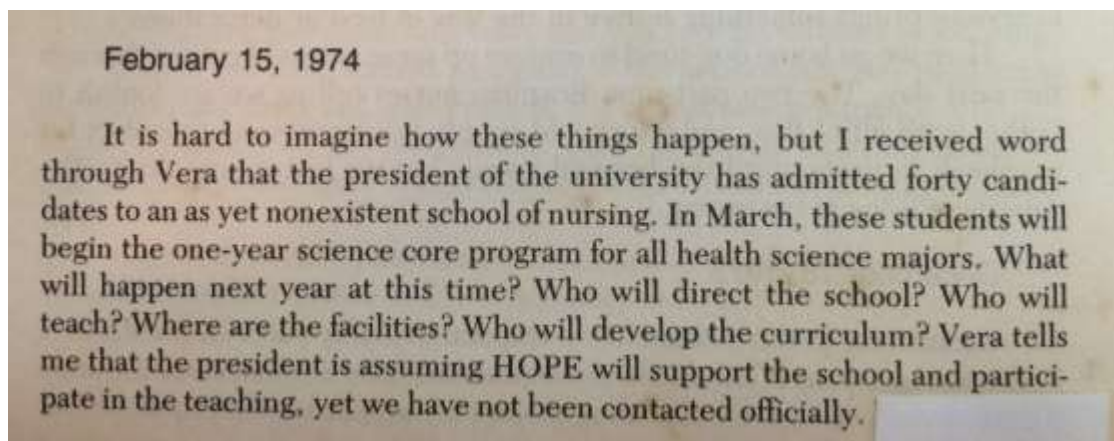 February 15, 1974
It is hard to imagine how these things happen, but I received word
through Vera that the president of the university has admitted forty candi-
dates to an as yet nonexistent school of nursing. In March, these students will
begin the one-year science core program for all health science majors. What
will happen next year at this time? Who will direct the school? Who will
teach? Where are the facilities? Who will develop the curriculum? Vera tells
me that the president is assuming HOPE will support the school and partici-
pate in the teaching, yet we have not been contacted officially.